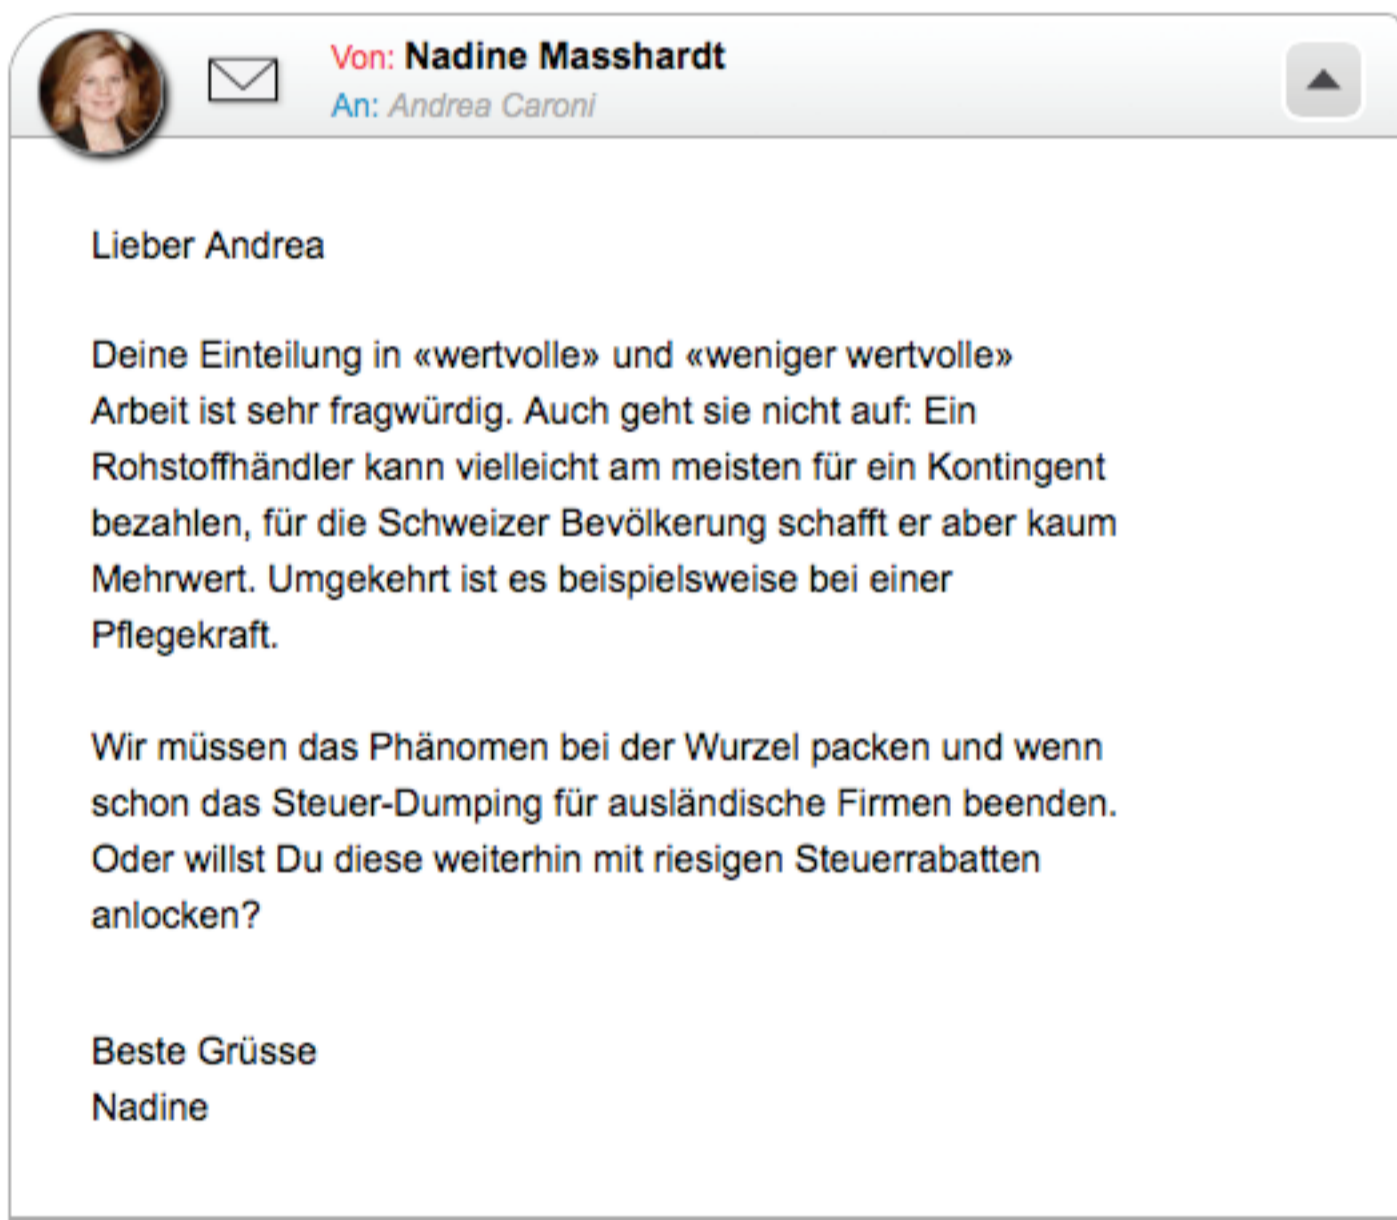 Von: Nadine Masshardt
An: Andrea Caroni
Lieber Andrea
Deine Einteilung in «wertvolle» und «weniger wertvolle»
Arbeit ist sehr fragwürdig. Auch geht sie nicht auf: Ein
Rohstoffhändler kann vielleicht am meisten für ein Kontingent
bezahlen, für die Schweizer Bevölkerung schafft er aber kaum
Mehrwert. Umgekehrt ist es beispielsweise bei einer
Pflegekraft.
Wir müssen das Phänomen bei der Wurzel packen und wenn
schon das Steuer-Dumping für ausländische Firmen beenden.
Oder willst Du diese weiterhin mit riesigen Steuerrabatten
anlocken?
Beste Grüsse
Nadine